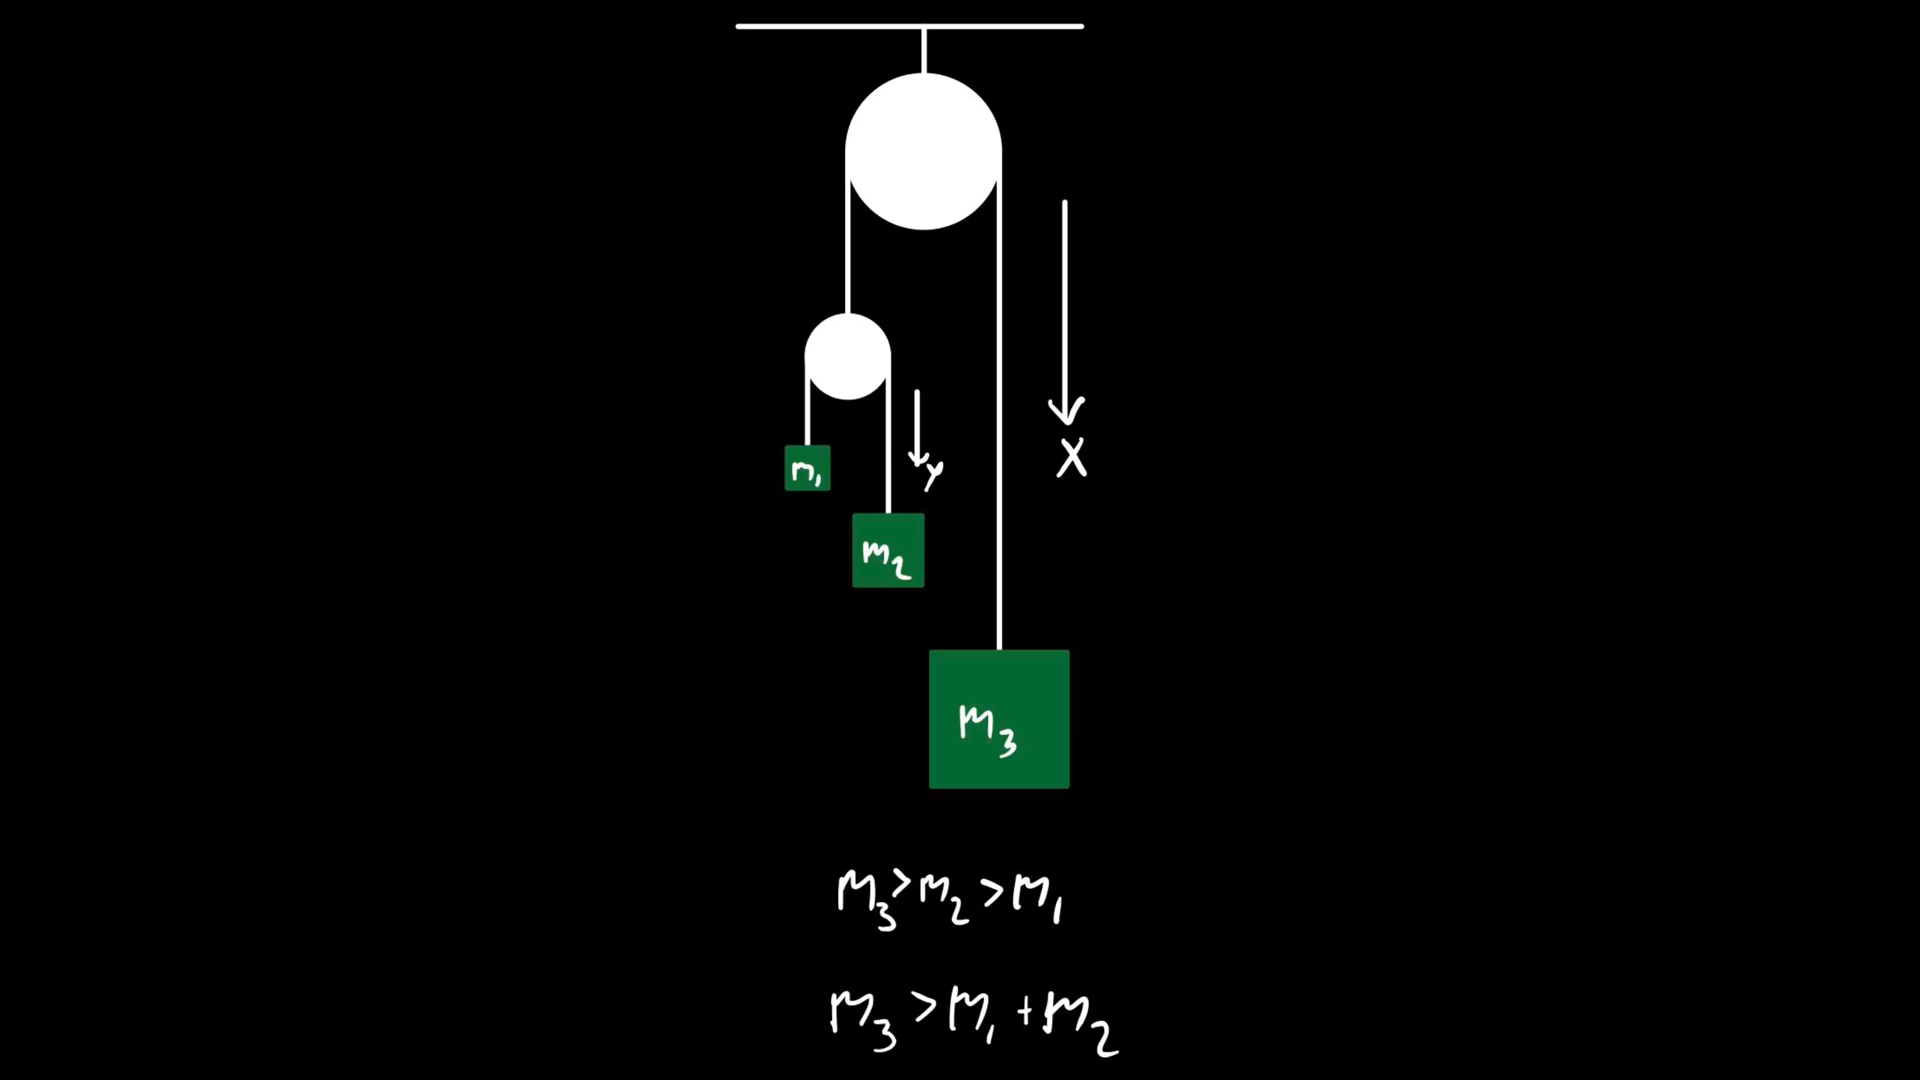 m₁
y
x
m₂
m₃
m₃ > m₂ > m₁
m₃ > m₁ + m₂